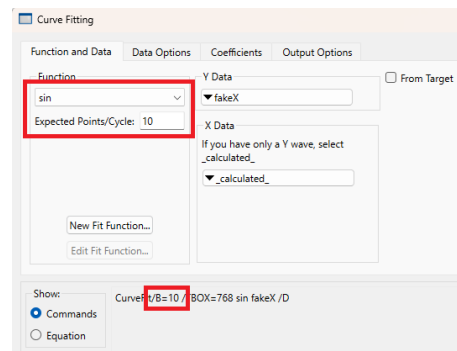 Curve Fitting
Function and Data
Data Options
Coefficients
Output Options
Function
sin
Expected Points/Cycle: 10
New Fit Function...
Edit Fit Function...
Y Data
fakeX
From Target
X Data
If you have only a Y wave, select
_calculated_
_calculated_
Show:
Commands
Equation
/B=10 /
BOX=768 sin fakeX /D